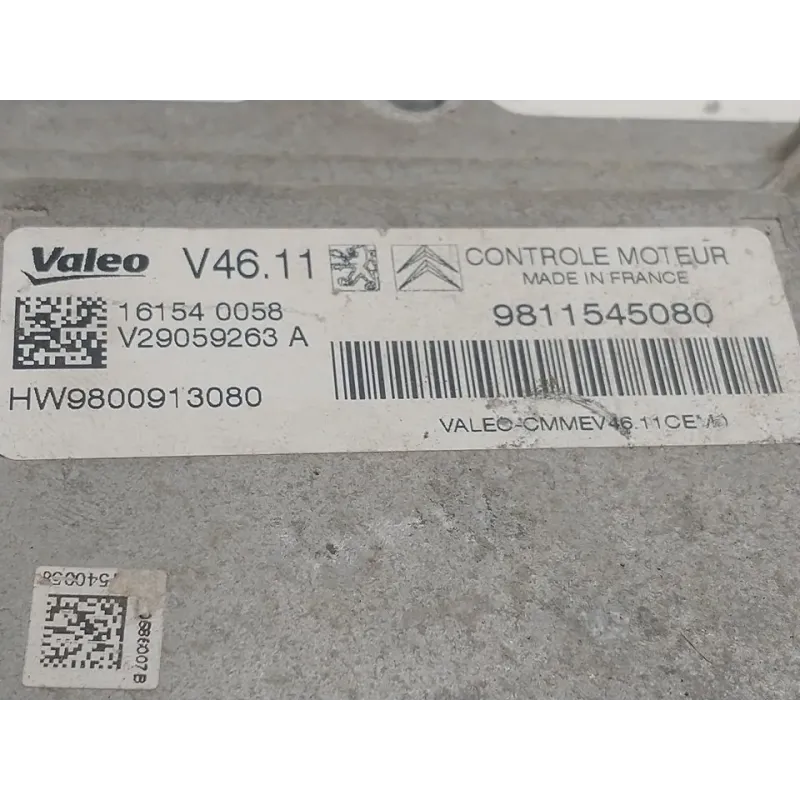 Valeo V46.11
CONTROLE MOTEUR
MADE IN FRANCE
16154 0058
V29059263 A
9811545080
HW9800913080